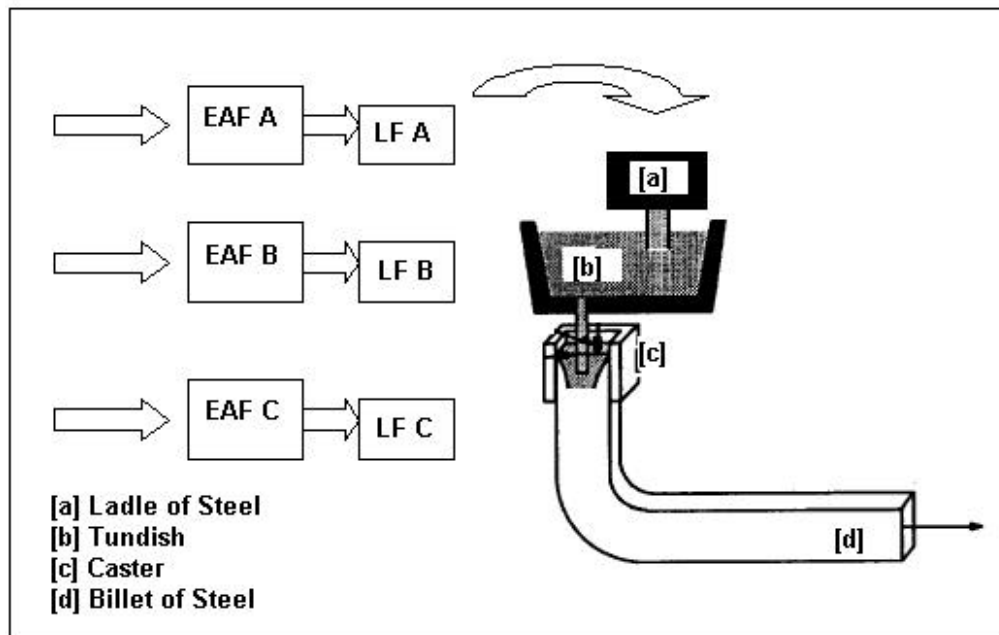 EAF A
LF A
[a]
EAF B
LF B
[b]
[c]
EAF C
LF C
[a] Ladle of Steel
[b] Tundish
[c] Caster
[d] Billet of Steel
[d]